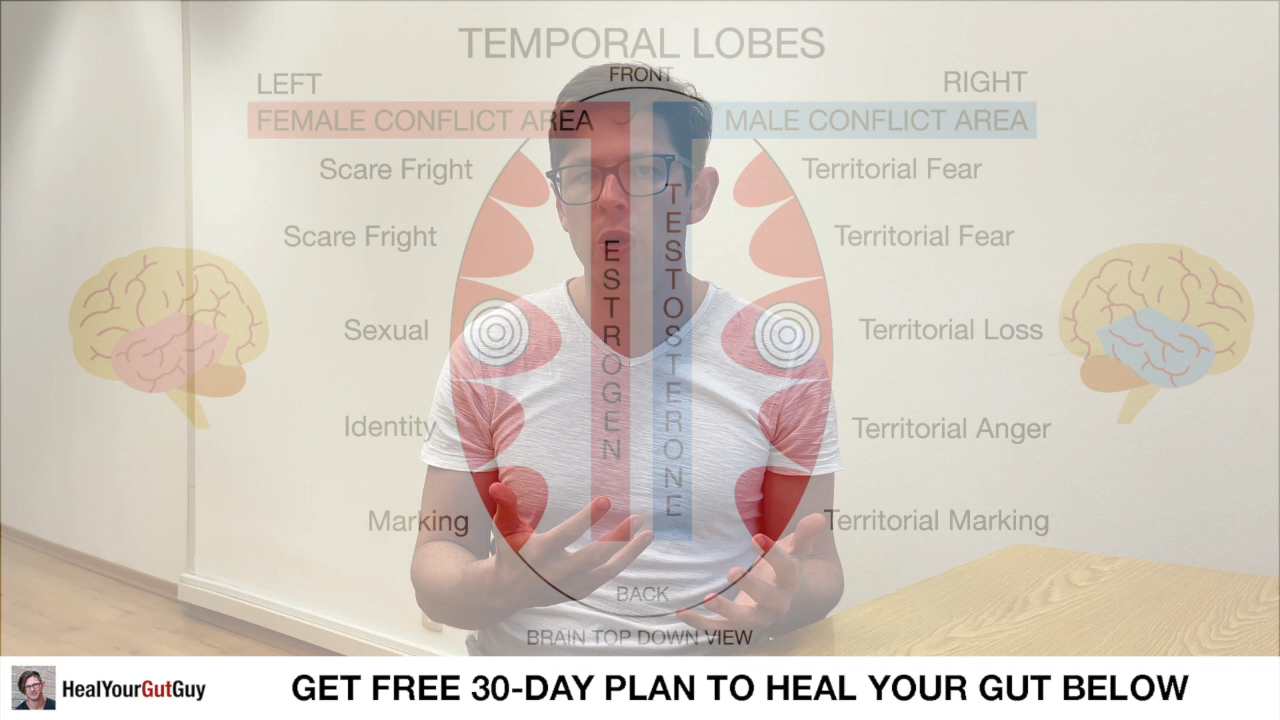 TEMPORAL LOBES
FRONT
LEFT
RIGHT
FEMALE CONFLICT AREA
MALE CONFLICT AREA
Scare Fright
Territorial Fear
Scare Fright
Territorial Fear
ESTROGEN
TESTOSTERONE
Sexual
Territorial Loss
Identity
Territorial Anger
Marking
Territorial Marking
BACK
BRAIN TOP DOWN VIEW
HealYourGutGuy
GET FREE 30-DAY PLAN TO HEAL YOUR GUT BELOW